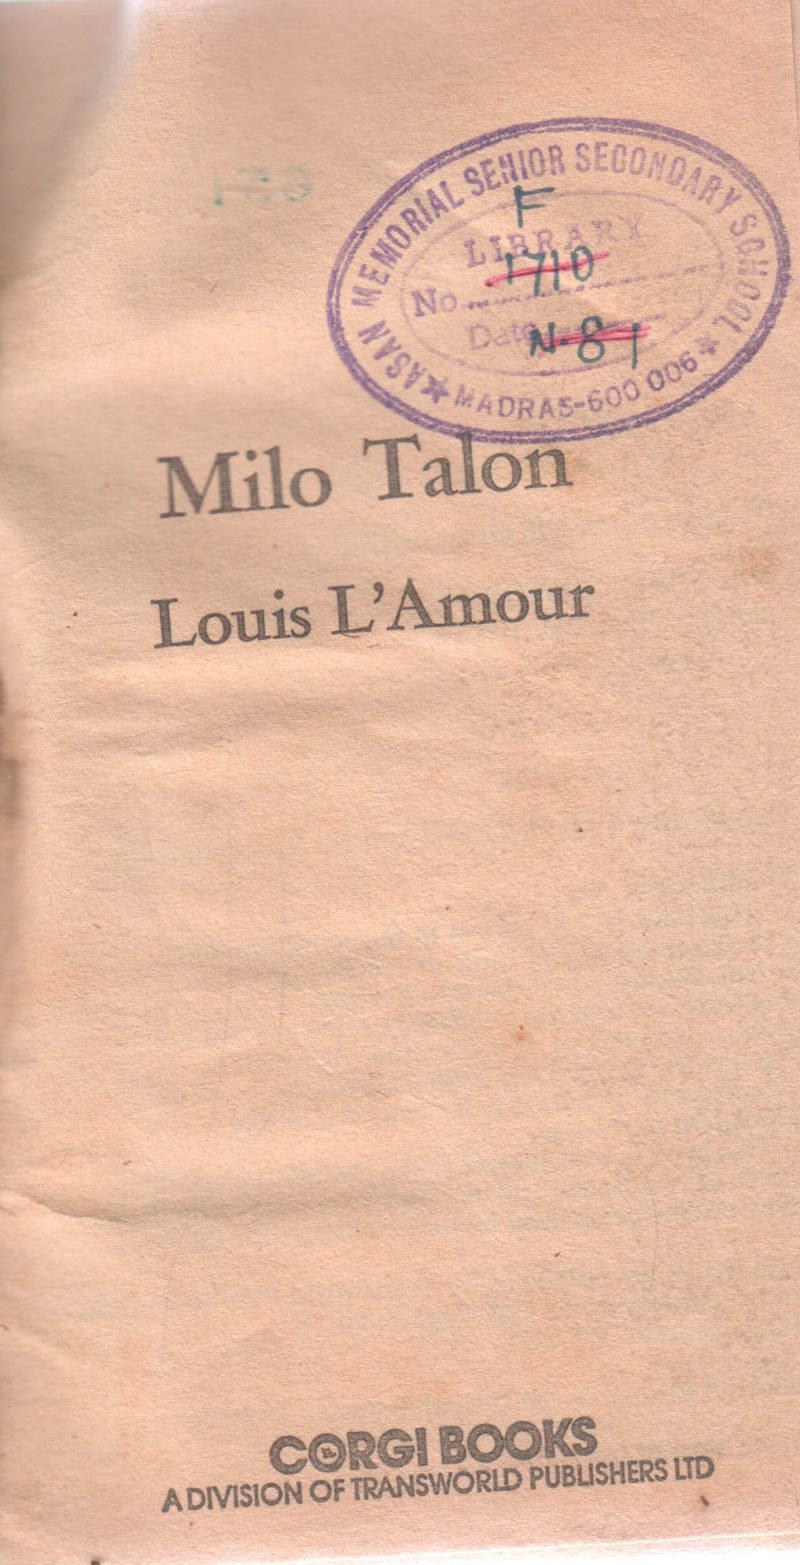 ASAN MEMORIAL SENIOR SECONDARY SCHOOL
F
LIBRARY
No. 1710
Date N.81
MADRAS-600 006
Milo Talon
Louis L'Amour
CORGI BOOKS
A DIVISION OF TRANSWORLD PUBLISHERS LTD